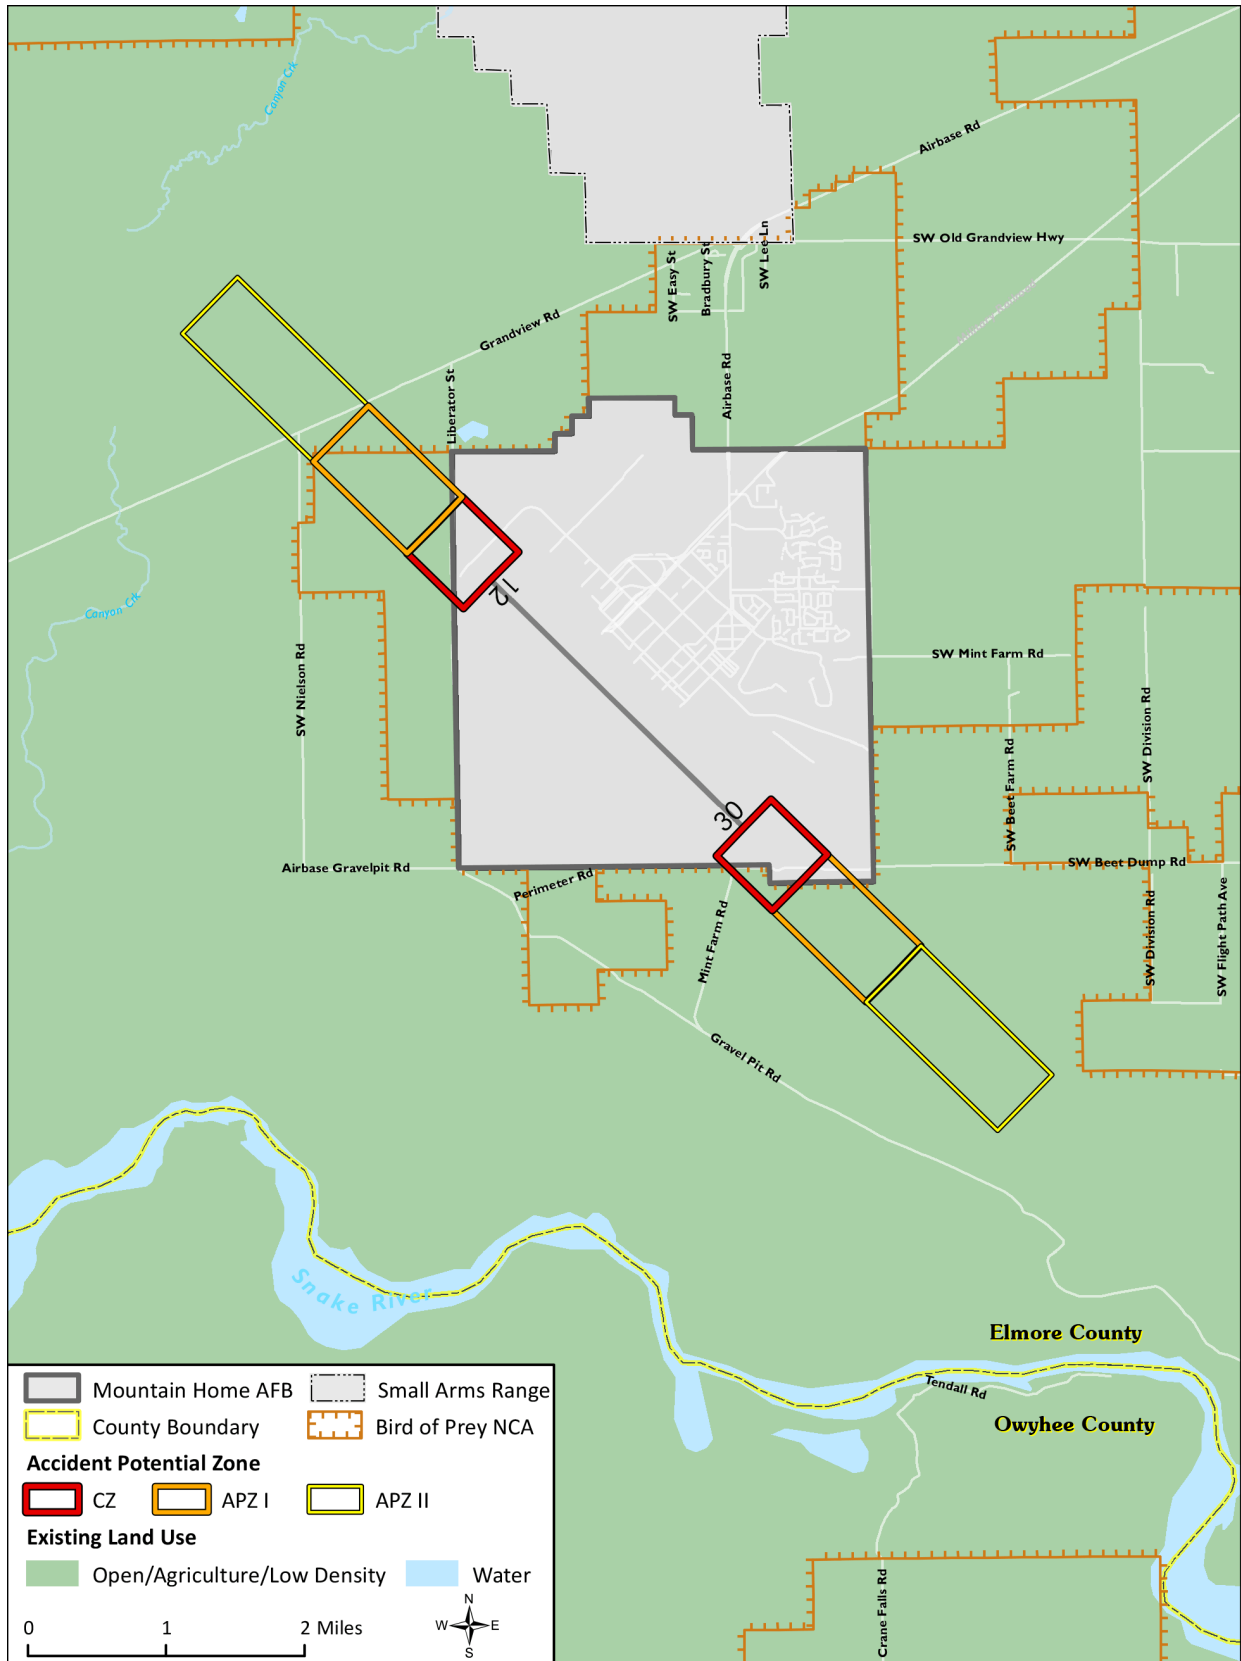 Canyon Crk
Airbase Rd
SW Old Grandview Hwy
SW Lee Ln
Bradbury St
SW Easy St
Grandview Rd
Airbase Rd
Liberator St
12
Canyon Crk
SW Nielson Rd
SW Mint Farm Rd
SW Division Rd
SW Beet Farm Rd
30
Airbase Gravelpit Rd
SW Beet Dump Rd
Perimeter Rd
Mint Farm Rd
SW Division Rd
SW Flight Path Ave
Gravel Pit Rd
Snake River
Elmore County
Tendall Rd
Owyhee County
Crane Falls Rd
Mountain Home AFB
Small Arms Range
County Boundary
Bird of Prey NCA
Accident Potential Zone
CZ
APZ I
APZ II
Existing Land Use
Open/Agriculture/Low Density
Water
0 1 2 Miles
N
W E
S